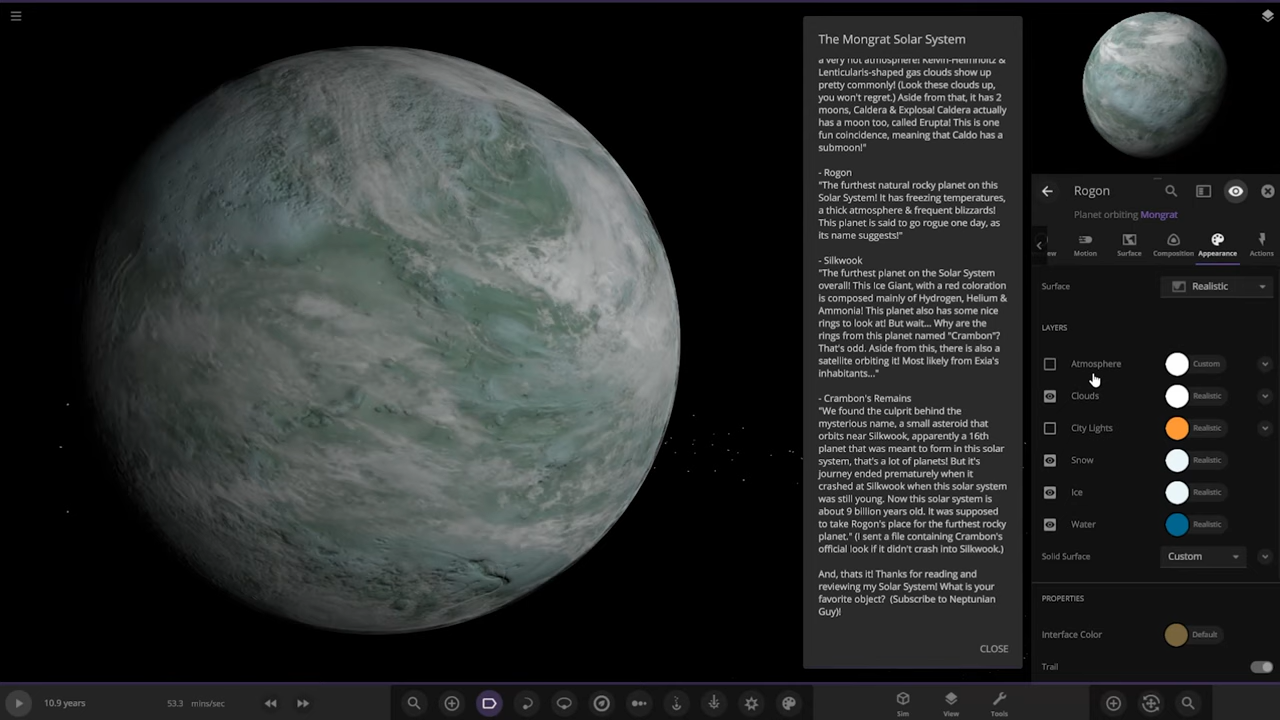 The Mongrat Solar System
a very hot atmosphere! Kelvin-Helmholtz &
Lenticularis-shaped gas clouds show up
pretty commonly! (Look these clouds up,
you won't regret.) Aside from that, it has 2
moons, Caldera & Explosa! Caldera actually
has a moon too, called Erupta! This is one
fun coincidence, meaning that Caldo has a
submoon!"
- Rogon
"The furthest natural rocky planet on this
Solar System! It has freezing temperatures,
a thick atmosphere & frequent blizzards!
This planet is said to go rogue one day, as
its name suggests!"
- Silkwook
"The furthest planet on the Solar System
overall! This Ice Giant, with a red coloration
is composed mainly of Hydrogen, Helium &
Ammonia! This planet also has some nice
rings to look at! But wait... Why are the
rings from this planet named "Crambon"?
That's odd. Aside from this, there is also a
satellite orbiting it! Most likely from Exia's
inhabitants..."
- Crambon's Remains
"We found the culprit behind the
mysterious name, a small asteroid that
orbits near Silkwook, apparently a 16th
planet that was meant to form in this solar
system, that's a lot of planets! But it's
journey ended prematurely when it
crashed at Silkwook when this solar system
was still young. Now this solar system is
about 9 billion years old. It was supposed
to take Rogon's place for the furthest rocky
planet." (I sent a file containing Crambon's
official look if it didn't crash into Silkwook.)
And, thats it! Thanks for reading and
reviewing my Solar System! What is your
favorite object? (Subscribe to Neptunian
Guy)!
CLOSE
Rogon
Planet orbiting Mongrat
ew Motion Surface Composition Appearance Actions
Surface Realistic
LAYERS
Atmosphere Custom
Clouds Realistic
City Lights Realistic
Snow Realistic
Ice Realistic
Water Realistic
Solid Surface Custom
PROPERTIES
Interface Color Default
Trail
10.9 years 53.3 mins/sec Sim View Tools